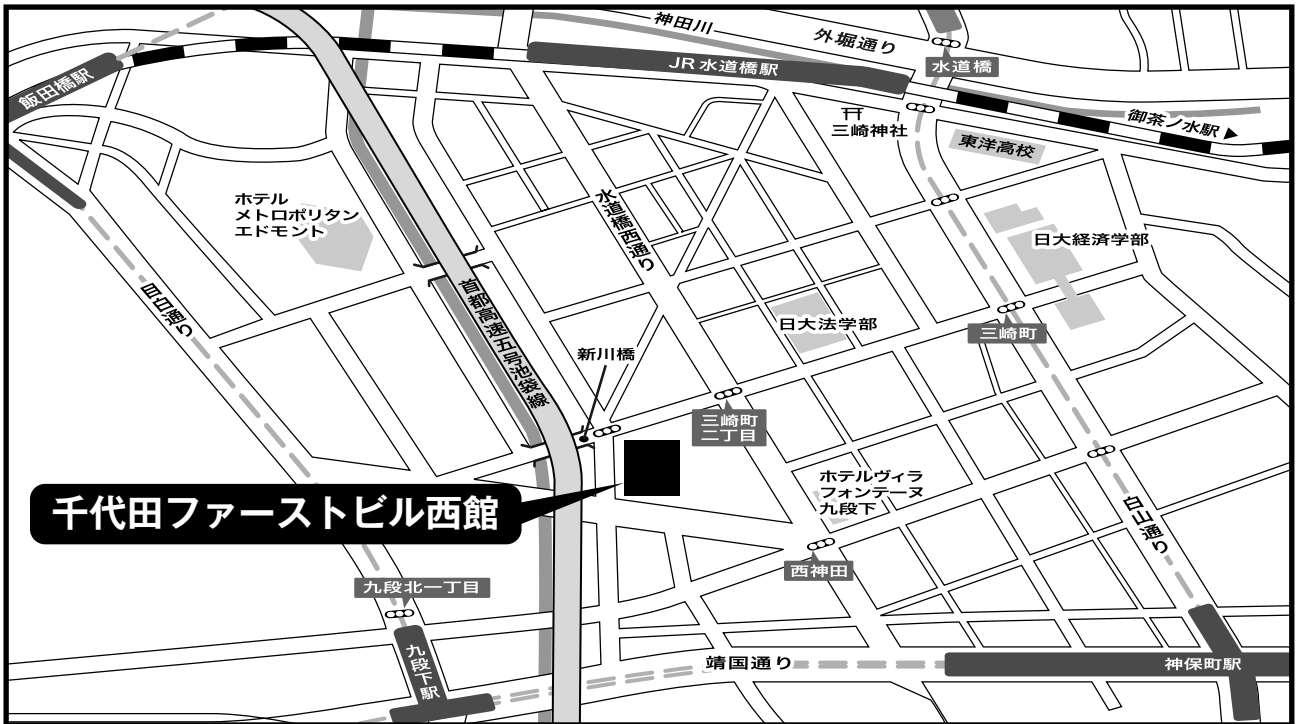 神田川
外堀通り
飯田橋駅
JR 水道橋駅
水道橋
三崎神社
御茶ノ水駅▶
東洋高校
ホテル
メトロポリタン
エドモント
水道橋西通り
日大経済学部
目白通り
首都高速五号池袋線
日大法学部
三崎町
新川橋
三崎町
二丁目
ホテルヴィラ
フォンテーヌ
九段下
千代田ファーストビル西館
白山通り
西神田
九段北一丁目
九段下駅
靖国通り
神保町駅